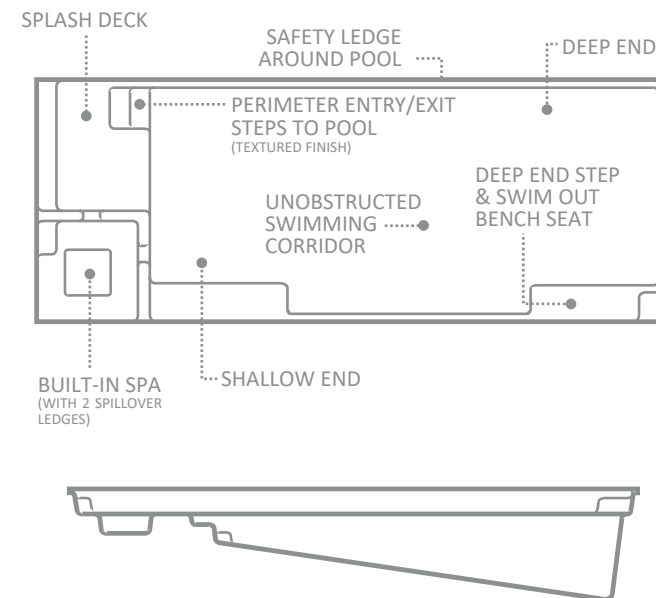 SPLASH DECK
SAFETY LEDGE
AROUND POOL
DEEP END
PERIMETER ENTRY/EXIT
STEPS TO POOL
(TEXTURED FINISH)
DEEP END STEP
& SWIM OUT
BENCH SEAT
UNOBSTRUCTED
SWIMMING
CORRIDOR
SHALLOW END
BUILT-IN SPA
(WITH 2 SPILLOVER
LEDGES)